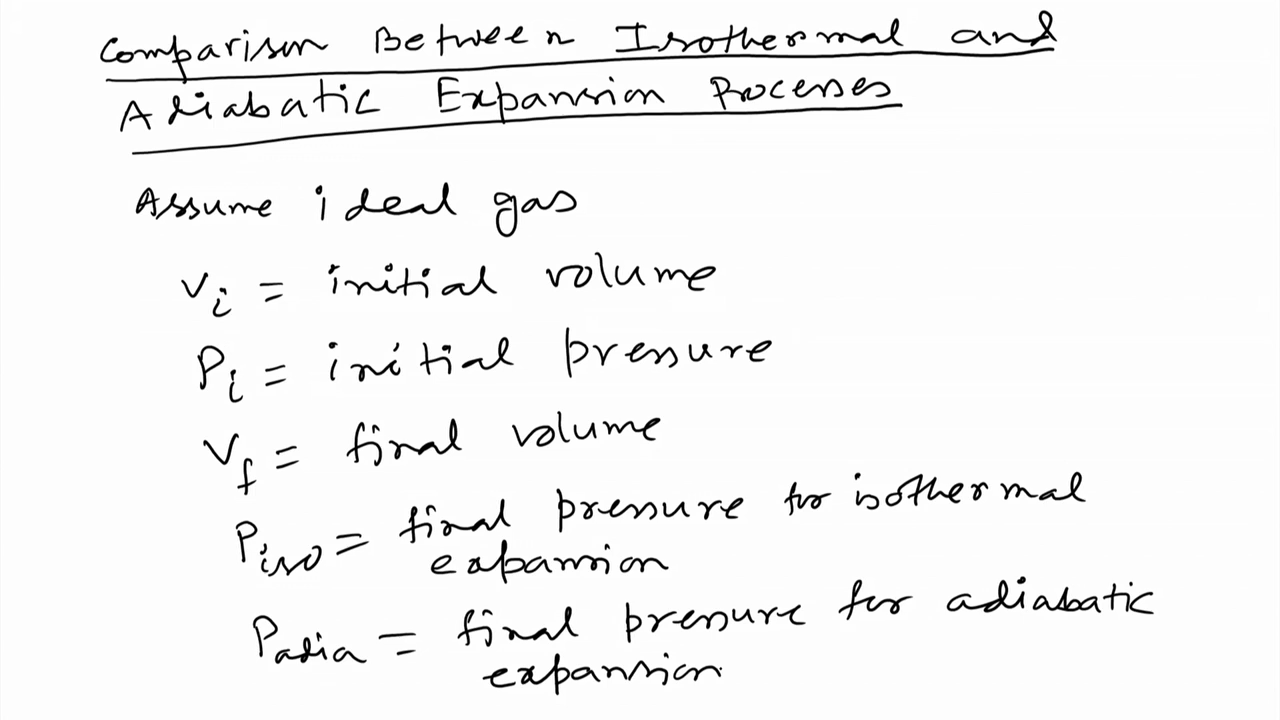 Comparison Between Isothermal and
Adiabatic Expansion Processes
Assume ideal gas
Vi = initial volume
Pi = initial pressure
Vf = final volume
Piso = final pressure for isothermal
expansion
Padia = final pressure for adiabatic
expansion